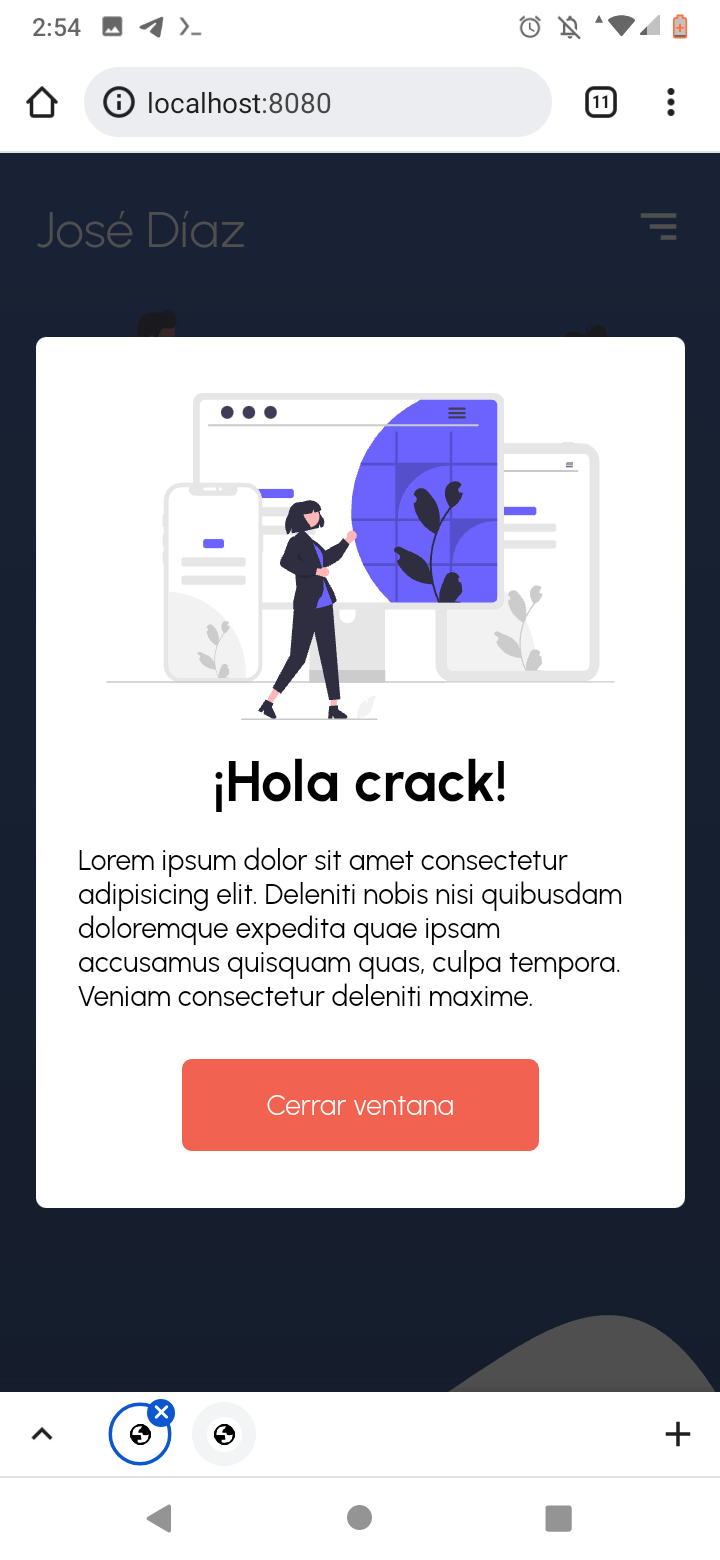 2:54
localhost:8080
11
José Díaz
¡Hola crack!
Lorem ipsum dolor sit amet consectetur
adipisicing elit. Deleniti nobis nisi quibusdam
doloremque expedita quae ipsam
accusamus quisquam quas, culpa tempora.
Veniam consectetur deleniti maxime.
Cerrar ventana